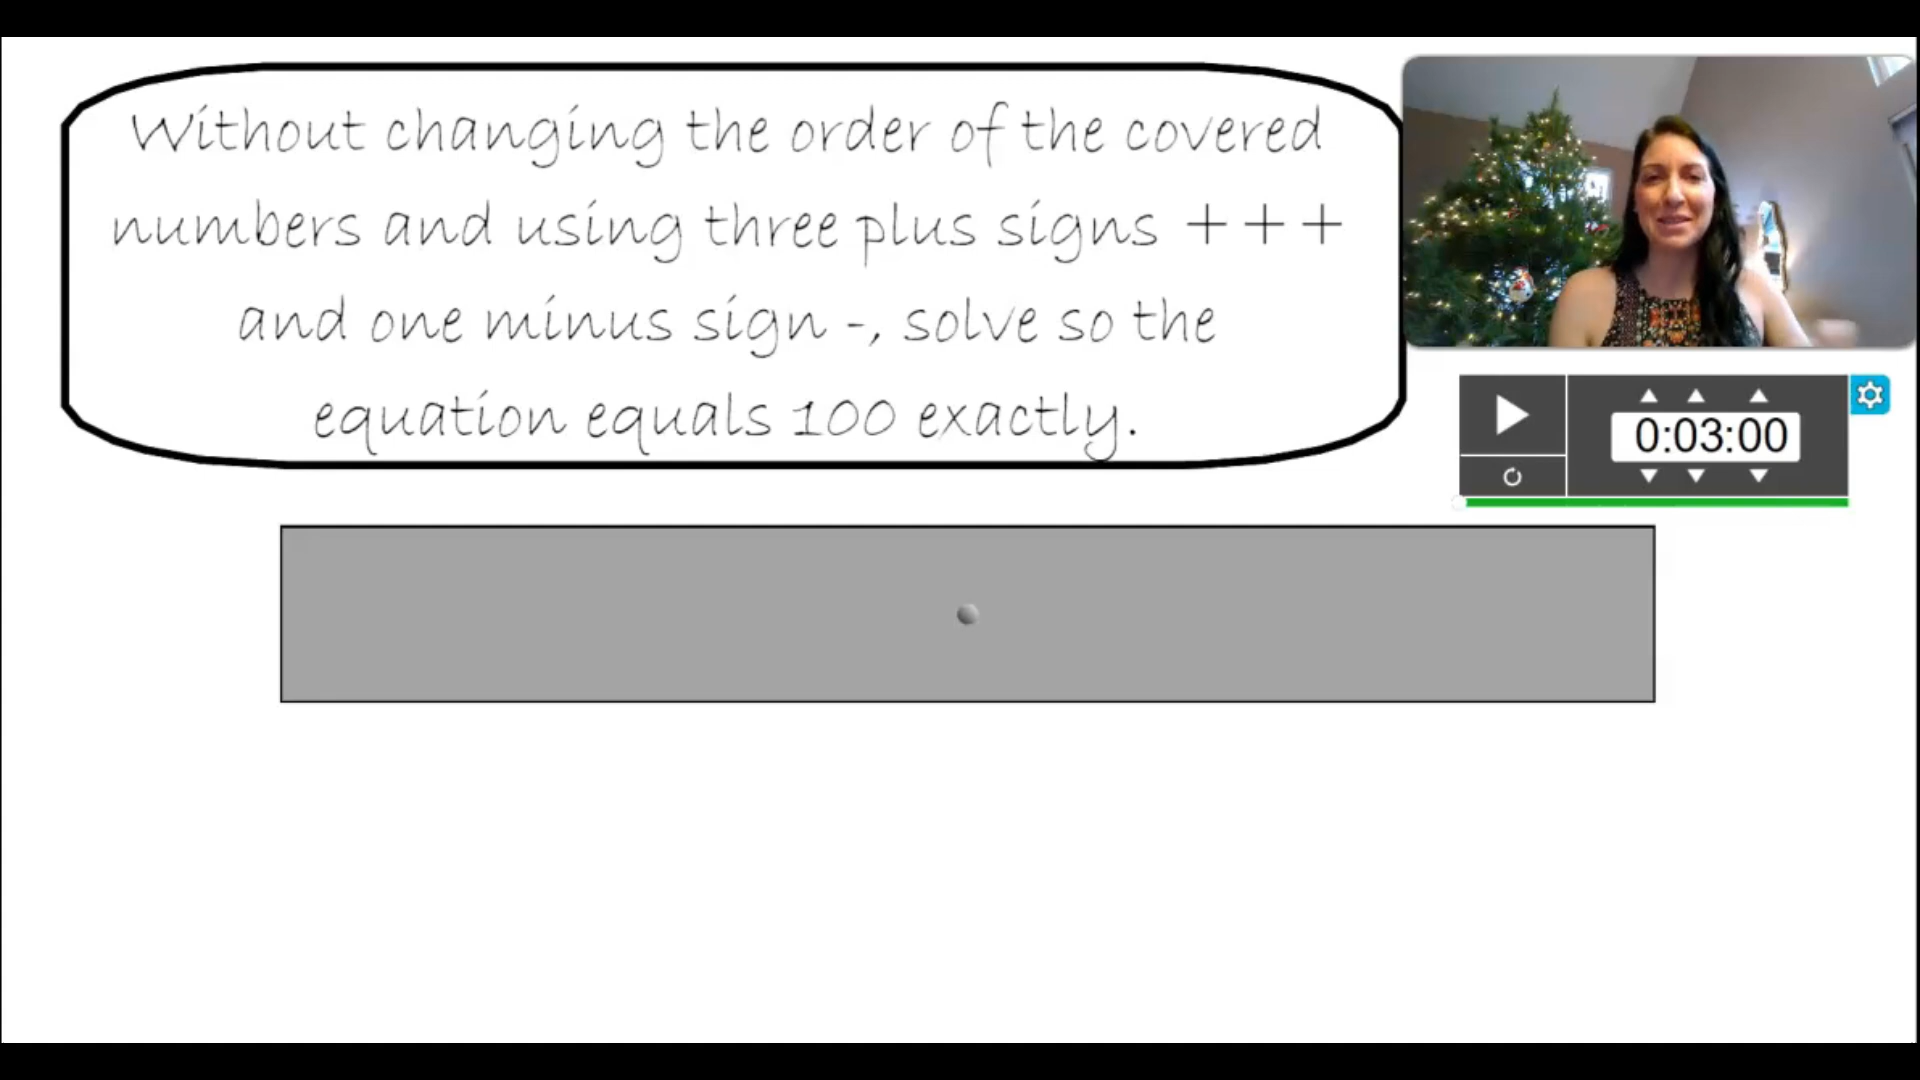 Without changing the order of the covered
numbers and using three plus signs +++
and one minus sign -, solve so the
equation equals 100 exactly.
0:03:00